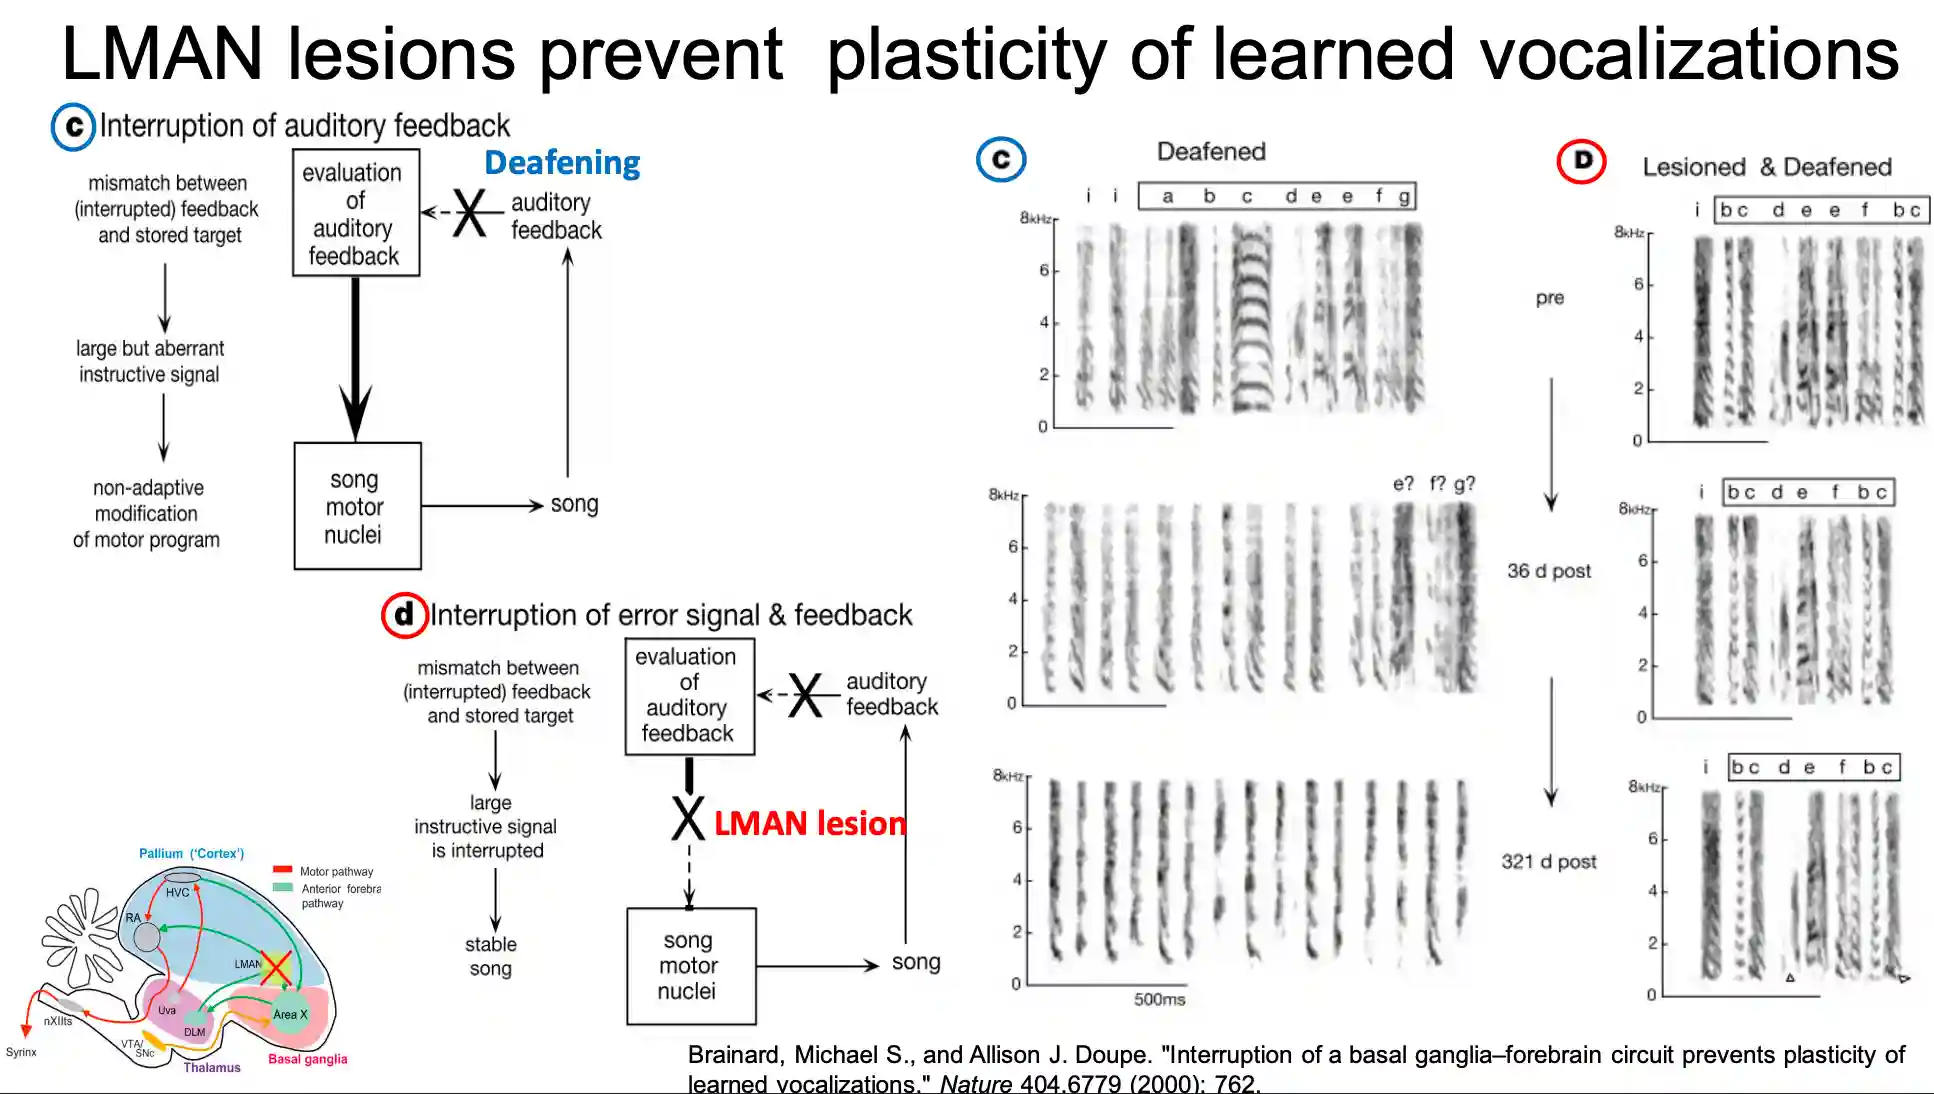 LMAN lesions prevent  plasticity of learned vocalizations
c Interruption of auditory feedback
Deafening
mismatch between
(interrupted) feedback
and stored target
large but aberrant
instructive signal
non-adaptive
modification
of motor program
evaluation
of
auditory
feedback
X
auditory
feedback
song
motor
nuclei
song
d Interruption of error signal & feedback
mismatch between
(interrupted) feedback
and stored target
large
instructive signal
is interrupted
stable
song
evaluation
of
auditory
feedback
X
auditory
feedback
X LMAN lesion
song
motor
nuclei
song
Pallium ('Cortex')
Motor pathway
Anterior forebra
pathway
HVC
RA
LMAN
Uva
DLM
Area X
nXIIts
VTA/
SNc
Syrinx
Thalamus
Basal ganglia
C Deafened
i i a b c d e e f g
8kHz
6
4
2
0
e? f? g?
8kHz
6
4
2
0
8kHz
6
4
2
0
500ms
pre
36 d post
321 d post
D Lesioned & Deafened
i b c d e e f b c
8kHz
6
4
2
0
i b c d e f b c
8kHz
6
4
2
0
i b c d e f b c
8kHz
6
4
2
0
Brainard, Michael S., and Allison J. Doupe. "Interruption of a basal ganglia–forebrain circuit prevents plasticity of
learned vocalizations." Nature 404.6779 (2000): 762.